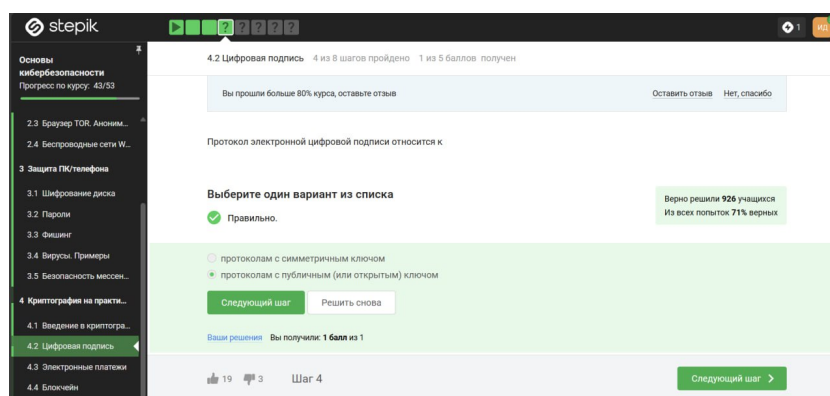 stepik
? ? ? ? ?
1
ИД
Основы
кибербезопасности
Прогресс по курсу: 43/53
4.2 Цифровая подпись 4 из 8 шагов пройдено 1 из 5 баллов получен
Вы прошли больше 80% курса, оставьте отзыв
Оставить отзыв Нет, спасибо
2.3 Браузер TOR. Аноним...
2.4 Беспроводные сети W...
3 Защита ПК/телефона
3.1 Шифрование диска
3.2 Пароли
3.3 Фишинг
3.4 Вирусы. Примеры
3.5 Безопасность мессен...
4 Криптография на практи...
4.1 Введение в криптогра...
4.2 Цифровая подпись
4.3 Электронные платежи
4.4 Блокчейн
Протокол электронной цифровой подписи относится к
Выберите один вариант из списка
Правильно.
Верно решили 926 учащихся
Из всех попыток 71% верных
протоколам с симметричным ключом
протоколам с публичным (или открытым) ключом
Следующий шаг Решить снова
Ваши решения Вы получили: 1 балл из 1
19 3 Шаг 4
Следующий шаг